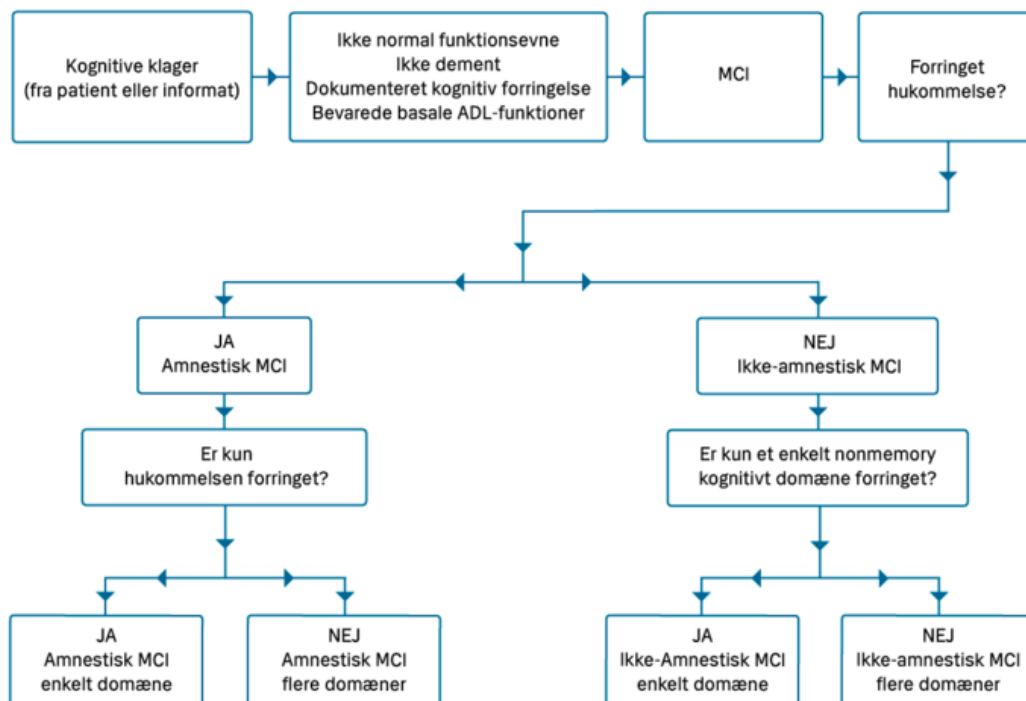 Kognitive klager
(fra patient eller informat)
Ikke normal funktionsevne
Ikke dement
Dokumenteret kognitiv forringelse
Bevarede basale ADL-funktioner
MCI
Forringet
hukommelse?
JA
Amnestisk MCI
NEJ
Ikke-amnestisk MCI
Er kun
hukommelsen forringet?
Er kun et enkelt nonmemory
kognitivt domæne forringet?
JA
Amnestisk MCI
enkelt domæne
NEJ
Amnestisk MCI
flere domæner
JA
Ikke-Amnestisk MCI
enkelt domæne
NEJ
Ikke-amnestisk MCI
flere domæner